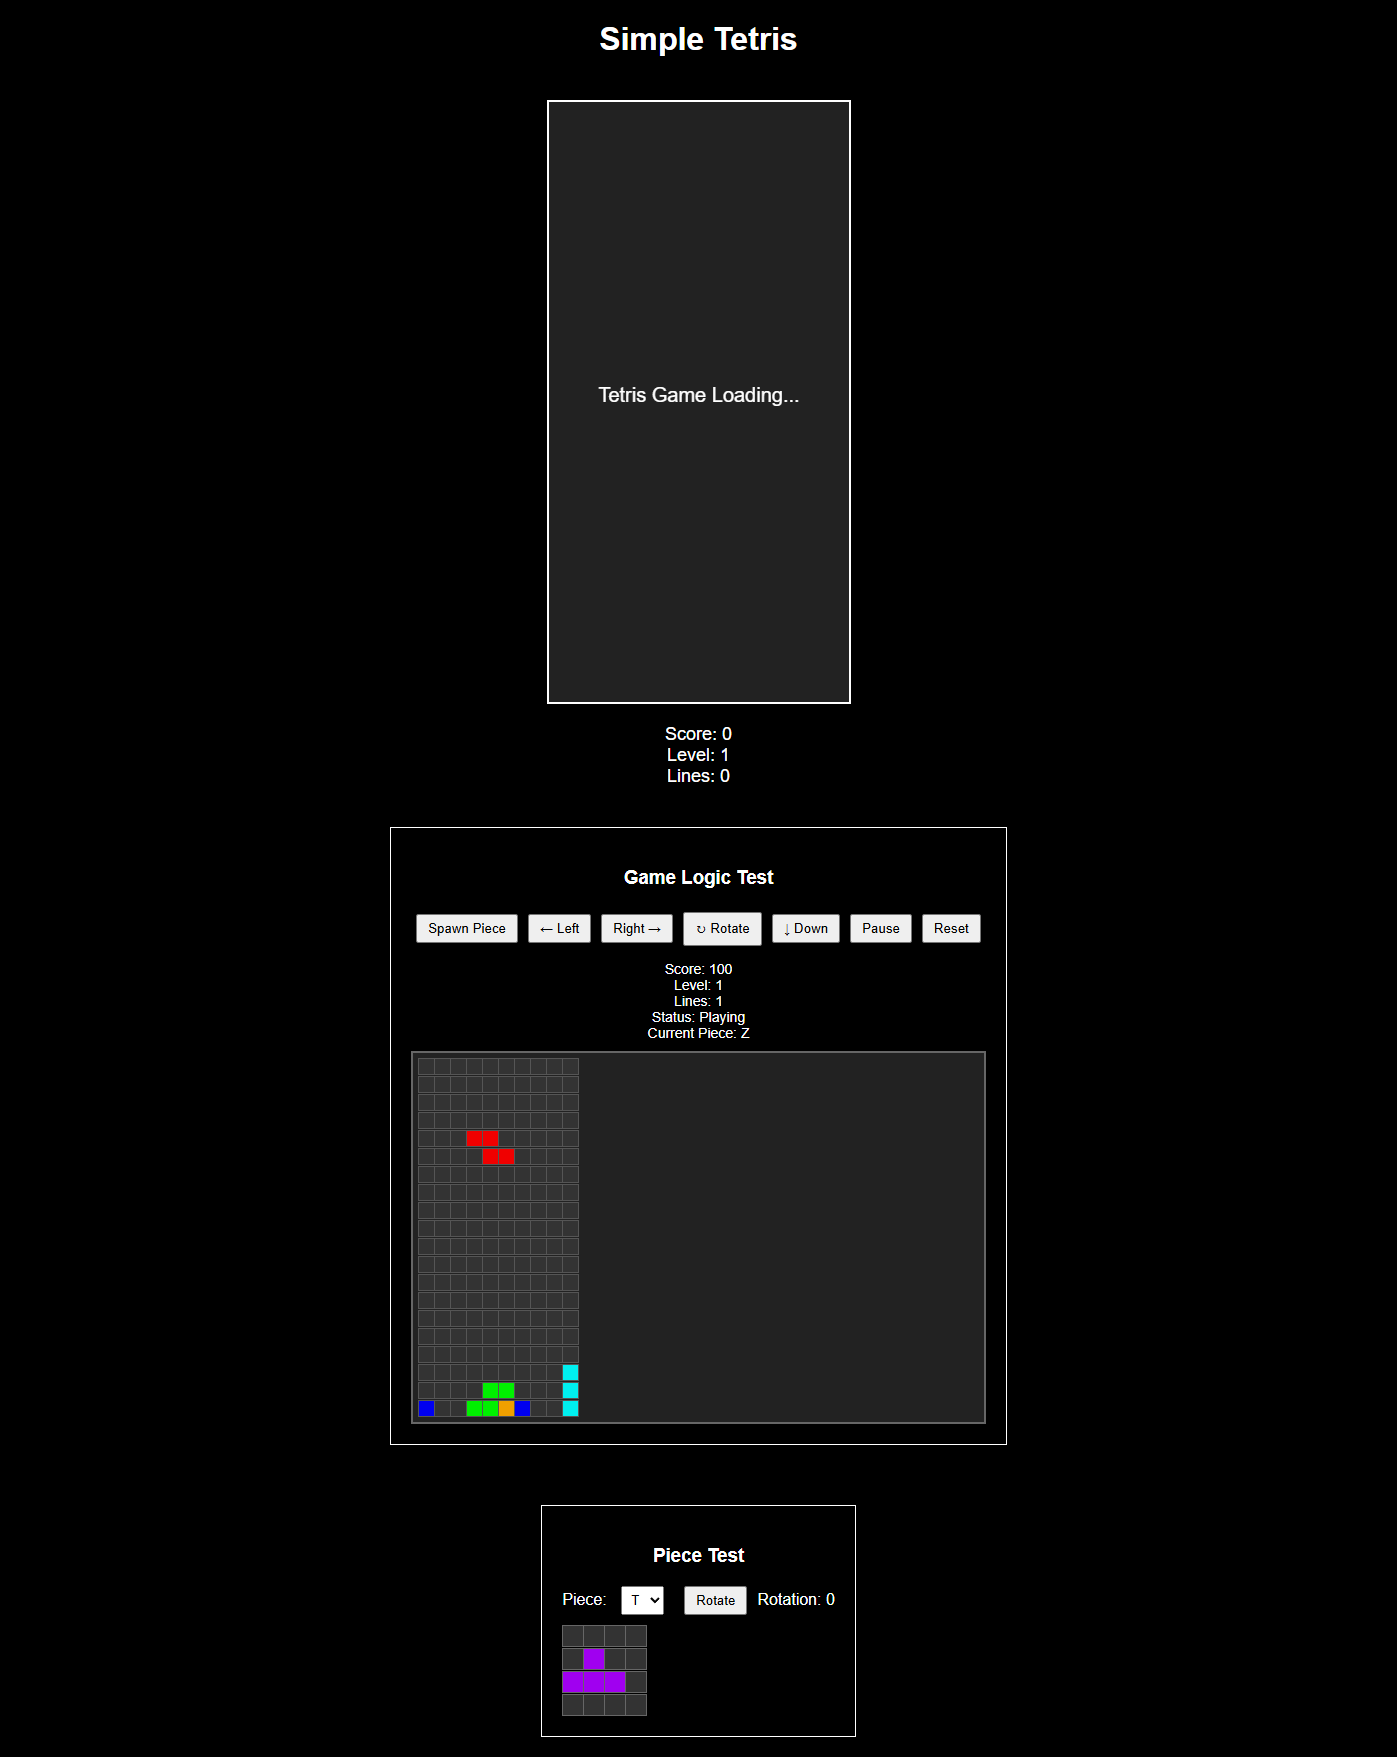 Simple Tetris
Tetris Game Loading...
Score: 0
Level: 1
Lines: 0
Game Logic Test
Spawn Piece ← Left Right → ↻ Rotate ↓ Down Pause Reset
Score: 100
Level: 1
Lines: 1
Status: Playing
Current Piece: Z
Piece Test
Piece: T Rotate Rotation: 0